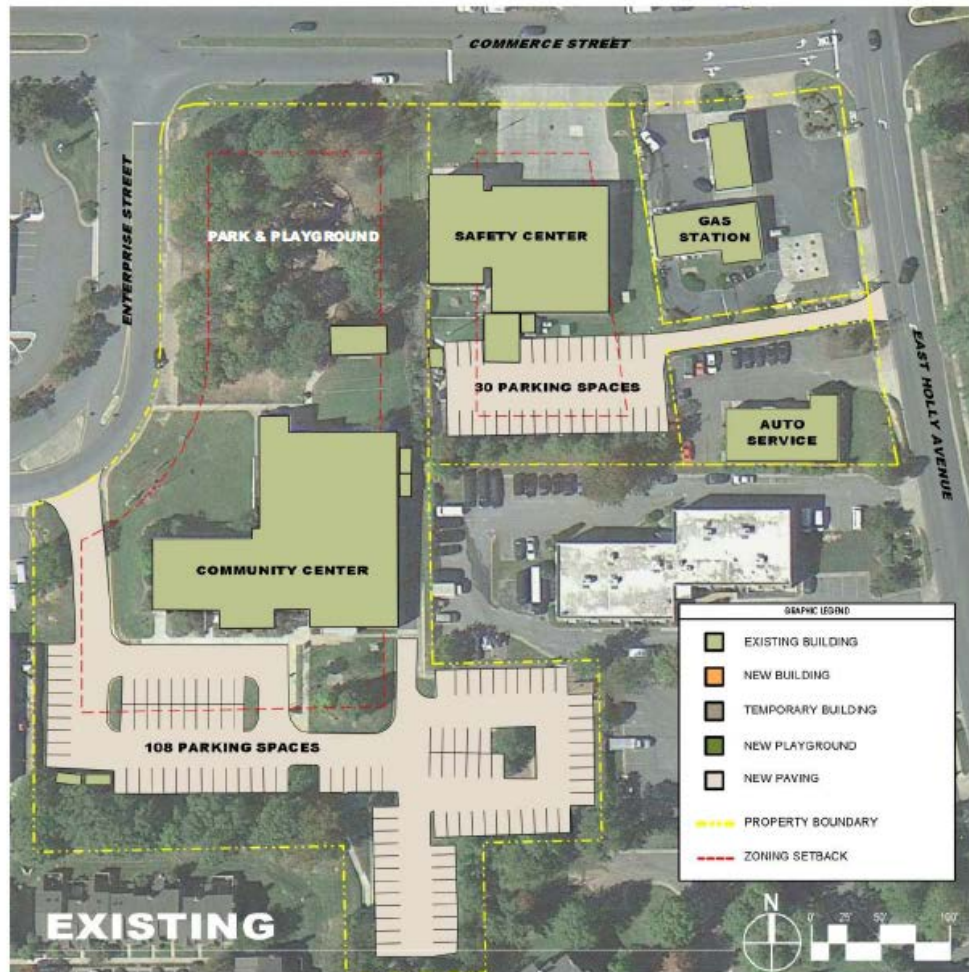 COMMERCE STREET
ENTERPRISE STREET
PARK & PLAYGROUND
SAFETY CENTER
GAS
STATION
30 PARKING SPACES
EAST HOLLY AVENUE
AUTO
SERVICE
COMMUNITY CENTER
108 PARKING SPACES
GRAPHIC LEGEND
EXISTING BUILDING
NEW BUILDING
TEMPORARY BUILDING
NEW PLAYGROUND
NEW PAVING
PROPERTY BOUNDARY
ZONING SETBACK
EXISTING
N
0' 25' 50' 100'